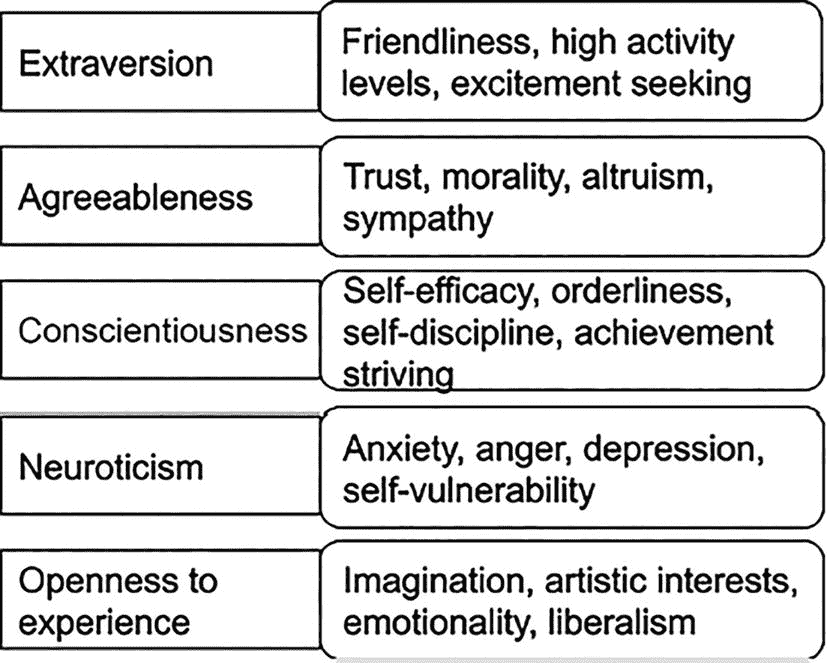 Extraversion
Friendliness, high activity
levels, excitement seeking
Agreeableness
Trust, morality, altruism,
sympathy
Conscientiousness
Self-efficacy, orderliness,
self-discipline, achievement
striving
Neuroticism
Anxiety, anger, depression,
self-vulnerability
Openness to
experience
Imagination, artistic interests,
emotionality, liberalism